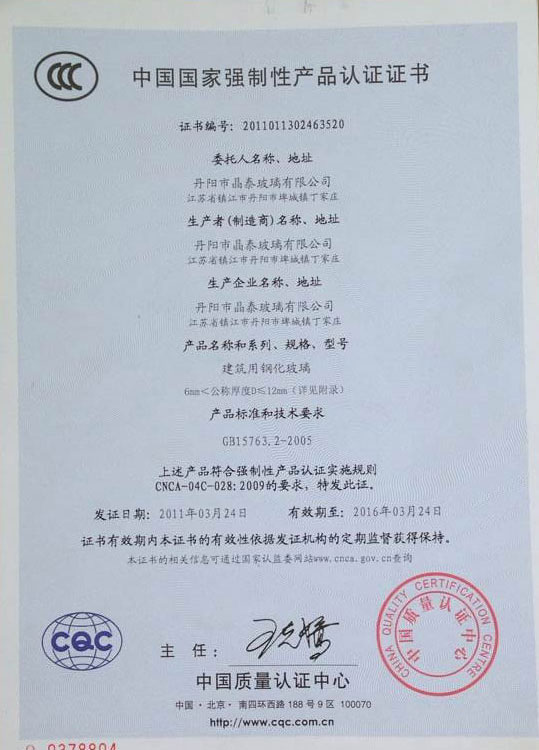 中国国家强制性产品认证证书
证书编号：2011011302463520
委托人名称、地址
丹阳市晶泰玻璃有限公司
江苏省镇江市丹阳市埤城镇丁家庄
生产者(制造商)名称、地址
丹阳市晶泰玻璃有限公司
江苏省镇江市丹阳市埤城镇丁家庄
生产企业名称、地址
丹阳市晶泰玻璃有限公司
江苏省镇江市丹阳市埤城镇丁家庄
产品名称和系列、规格、型号
建筑用钢化玻璃
6mm＜公称厚度D≤12mm（详见附录）
产品标准和技术要求
GB15763.2-2005
上述产品符合强制性产品认证实施规则
CNCA-04C-028:2009的要求，特发此证。
发证日期：2011年03月24日 有效期至：2016年03月24日
证书有效期内本证书的有效性依据发证机构的定期监督获得保持。
本证书的相关信息可通过国家认监委网站www.cnca.gov.cn查询
CQC
主任：
CHINA QUALITY CERTIFICATION CENTRE
中国质量认证中心
中国质量认证中心
中国·北京·南四环西路188号9区 100070
http://www.cqc.com.cn
0378804